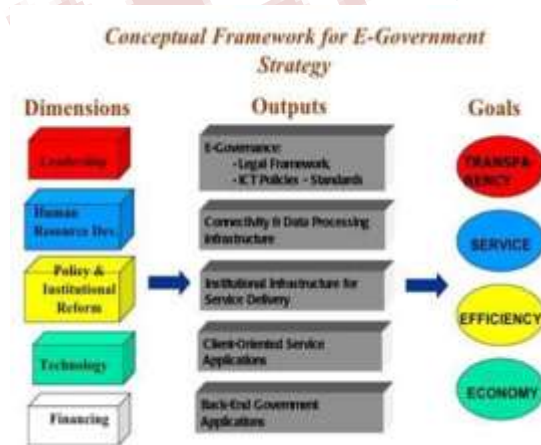 Conceptual Framework for E-Government
Strategy
Dimensions
Outputs
Goals
Leadership
Human
Resource Dev.
Policy &
Institutional
Reform
Technology
Financing
E-Governance:
- Legal Framework
- ICT Policies - Standards
Connectivity & Data Processing
Infrastructure
Institutional Infrastructure for
Service Delivery
Client-Oriented Service
Applications
Back-End Government
Applications
TRANSPA
RENCY
SERVICE
EFFICIENCY
ECONOMY